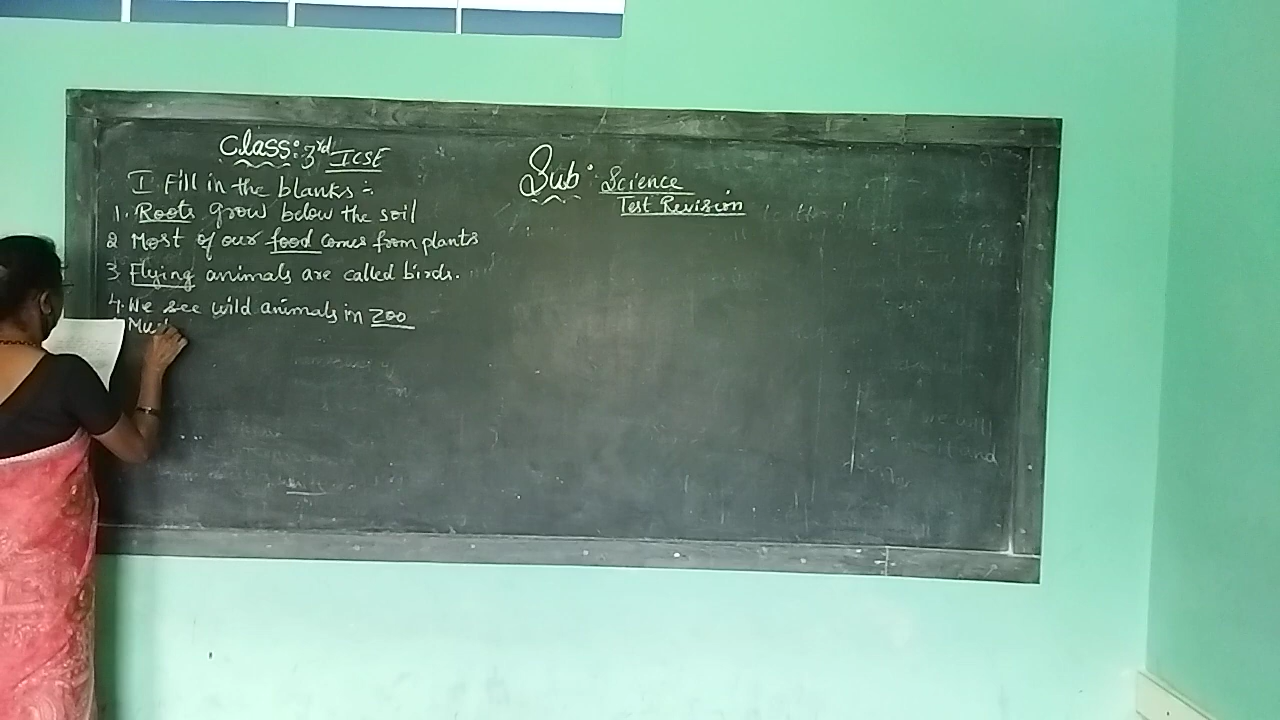 Class: 3rd ICSE
Sub: Science
Test Revision
I Fill in the blanks :-
1. Roots grow below the soil
2 Most of our food comes from plants
3. Flying animals are called birds.
4. We see wild animals in Zoo